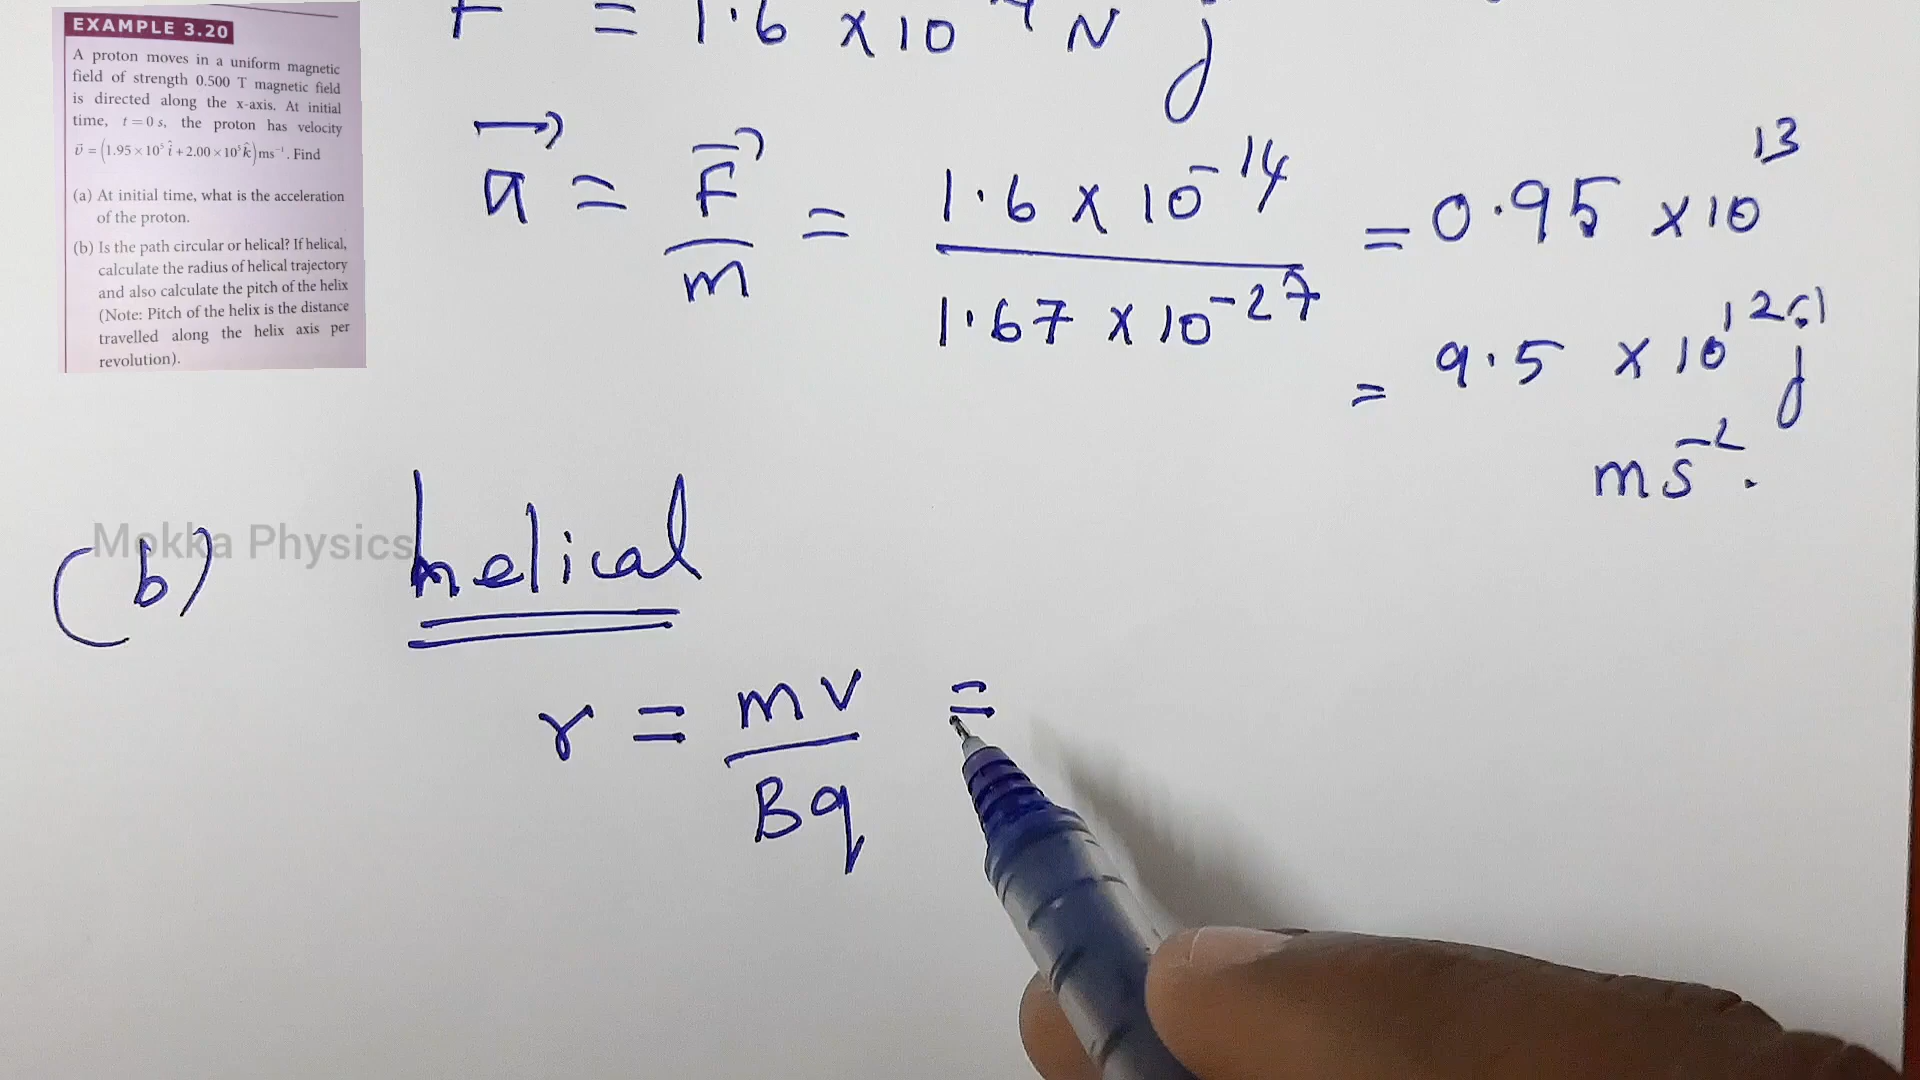 EXAMPLE 3.20
A proton moves in a uniform magnetic
field of strength 0.500 T magnetic field
is directed along the x-axis. At initial
time, t = 0 s, the proton has velocity
v⃗ = (1.95 × 10⁵ î + 2.00 × 10⁵ k̂) ms⁻¹. Find
(a) At initial time, what is the acceleration
of the proton.
(b) Is the path circular or helical? If helical,
calculate the radius of helical trajectory
and also calculate the pitch of the helix
(Note: Pitch of the helix is the distance
travelled along the helix axis per
revolution).
F = 1.6 × 10 N j
a⃗ = F⃗/m = 1.6 × 10⁻¹⁴ / 1.67 × 10⁻²⁷ = 0.95 × 10¹³
= 9.5 × 10¹² ĵ
ms⁻².
Mokka Physics
(b) helical
r = mv/Bq =